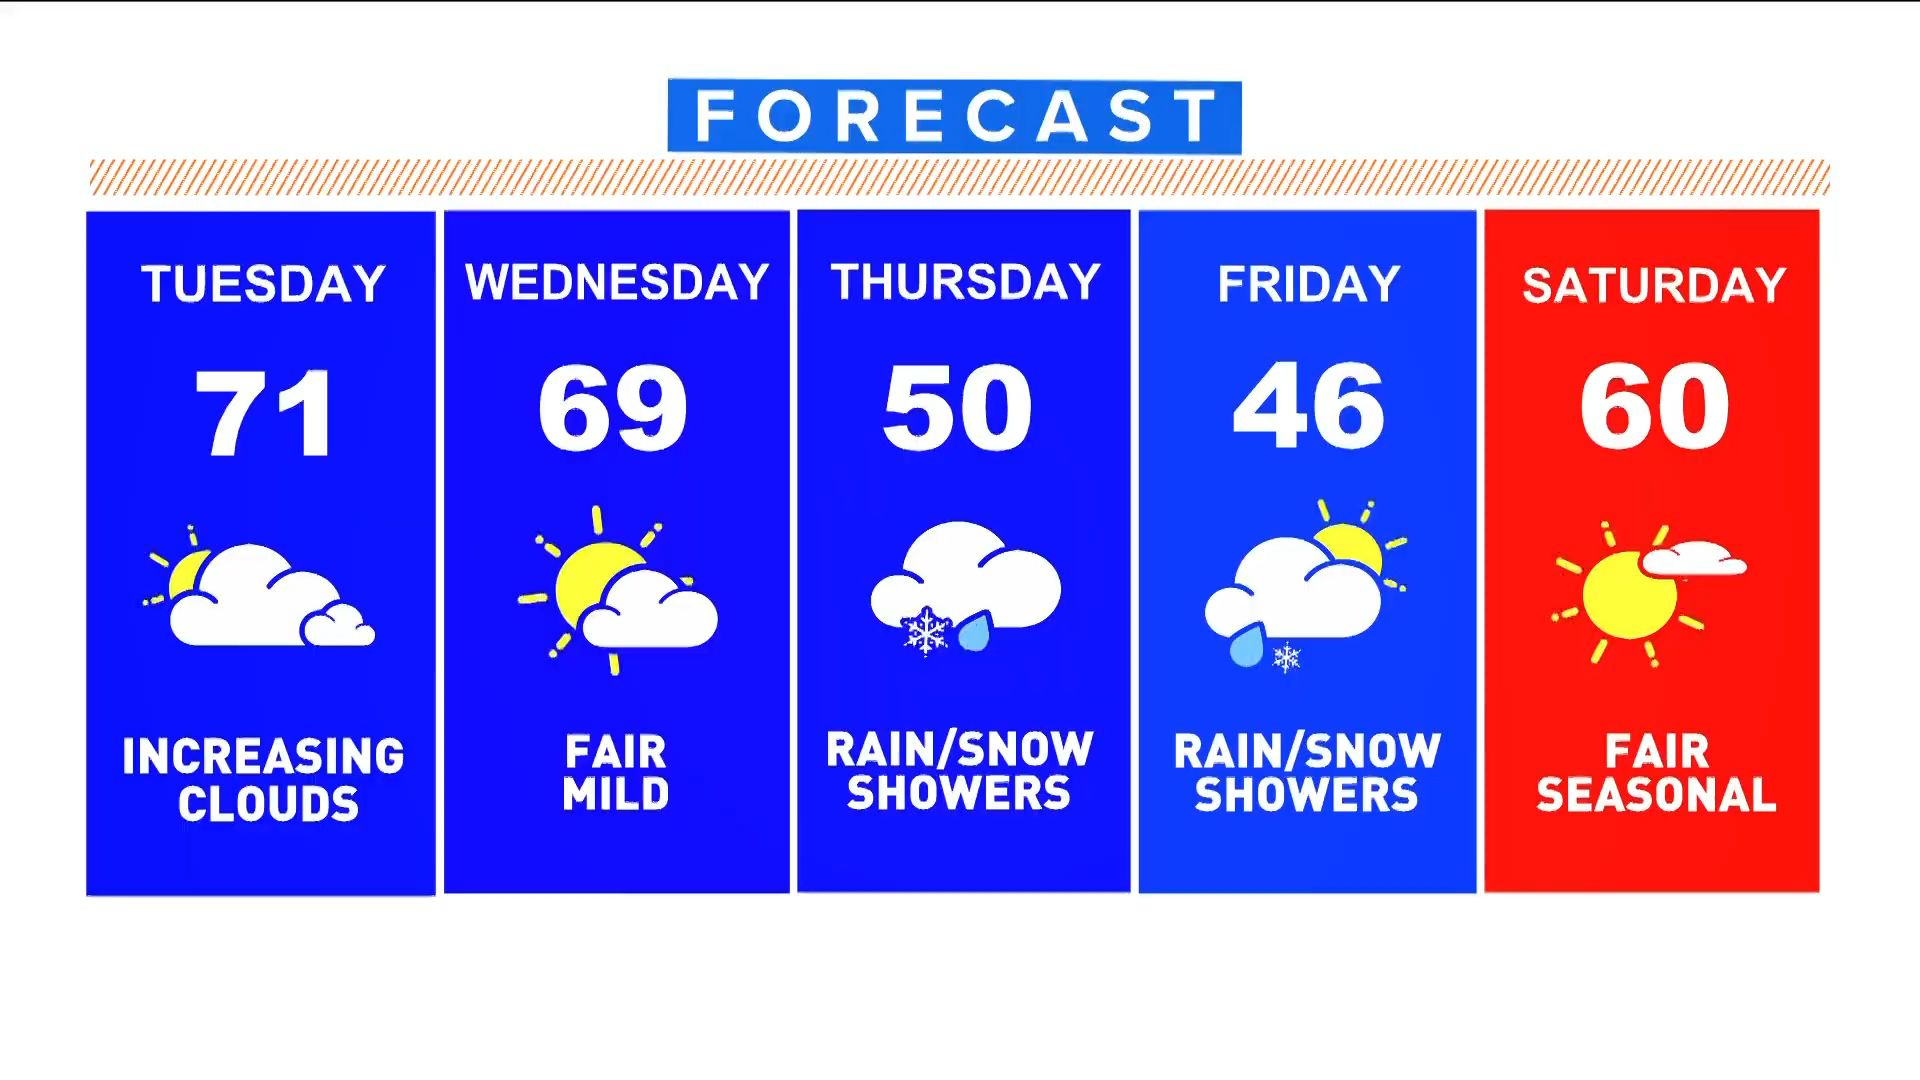 FORECAST
TUESDAY
71
INCREASING
CLOUDS
WEDNESDAY
69
FAIR
MILD
THURSDAY
50
RAIN/SNOW
SHOWERS
FRIDAY
46
RAIN/SNOW
SHOWERS
SATURDAY
60
FAIR
SEASONAL